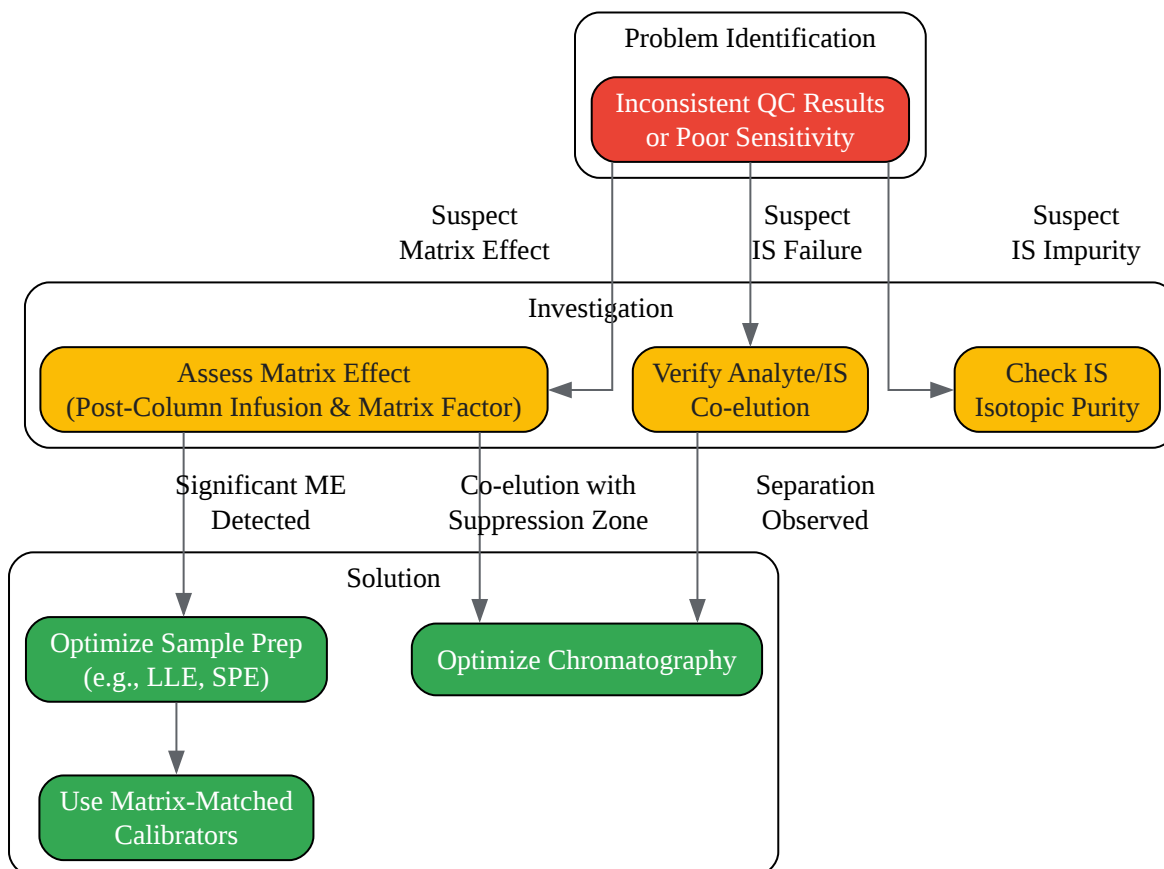 Problem Identification
Inconsistent QC Results
or Poor Sensitivity
Suspect
Matrix Effect
Suspect
IS Failure
Suspect
IS Impurity
Investigation
Assess Matrix Effect
(Post-Column Infusion & Matrix Factor)
Verify Analyte/IS
Co-elution
Check IS
Isotopic Purity
Significant ME
Detected
Co-elution with
Suppression Zone
Separation
Observed
Solution
Optimize Sample Prep
(e.g., LLE, SPE)
Optimize Chromatography
Use Matrix-Matched
Calibrators